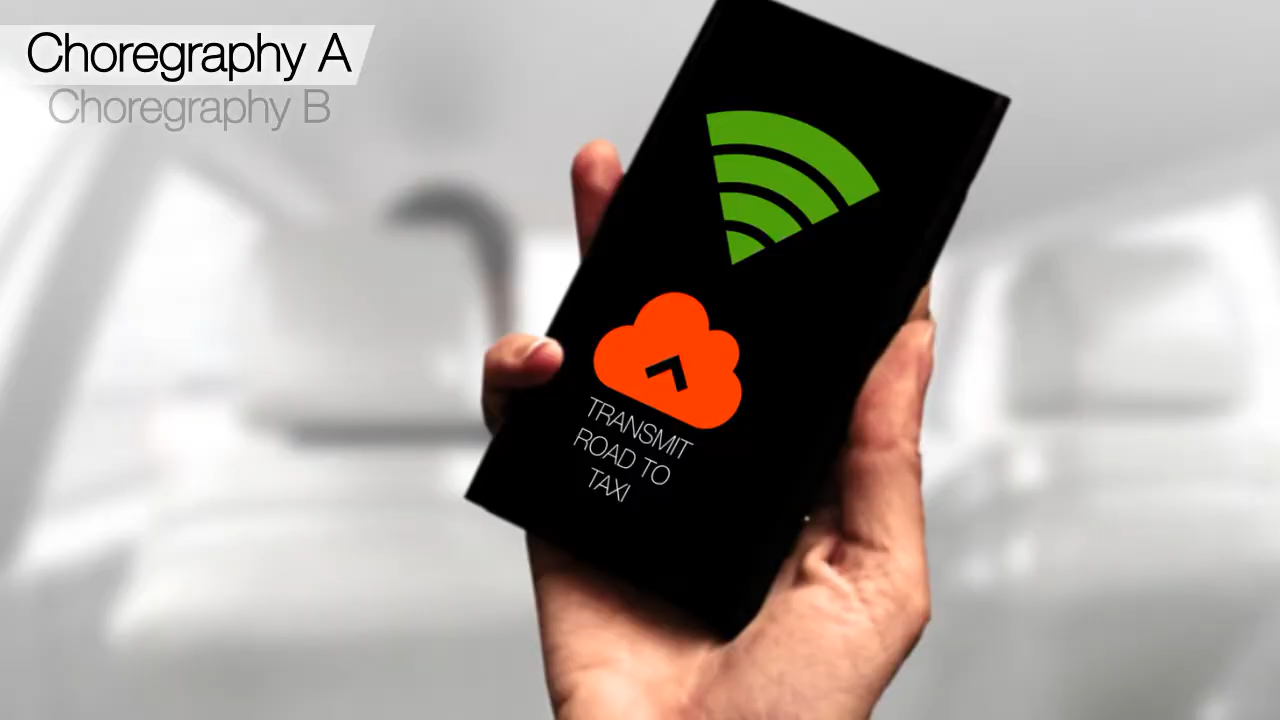 Choregraphy A
Choregraphy B
TRANSMIT
ROAD TO
TAXI